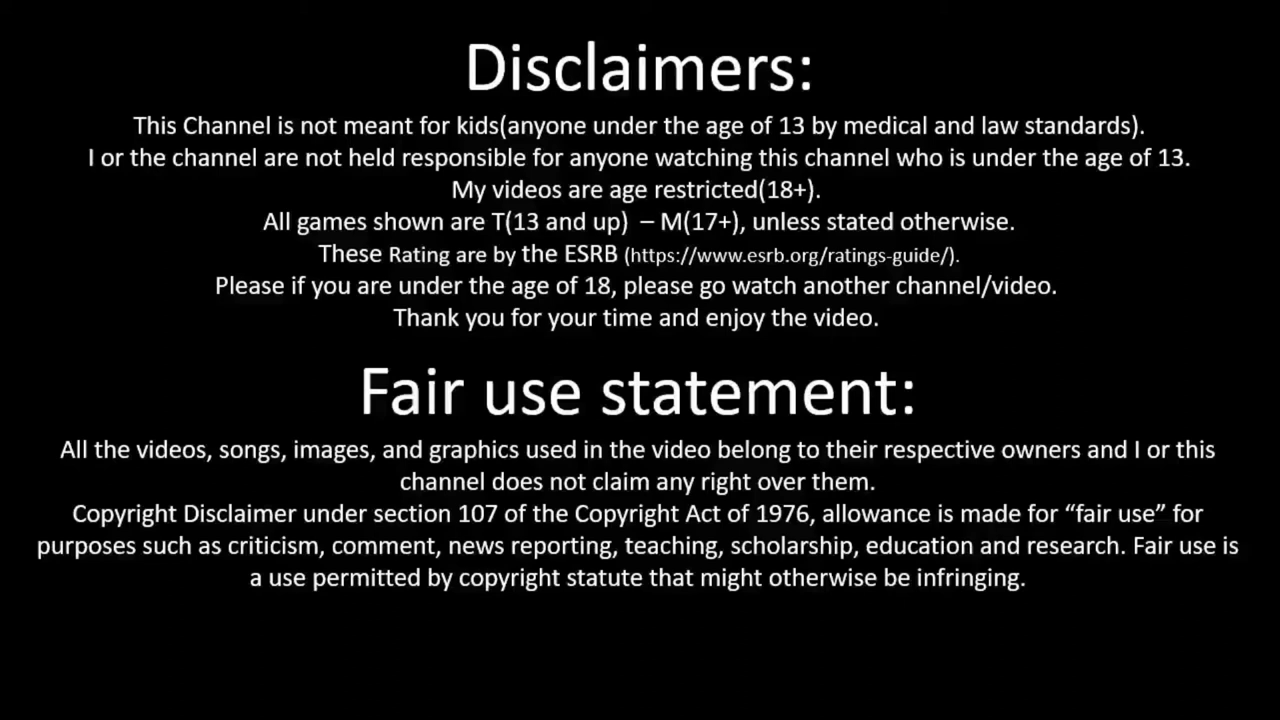 Disclaimers:
This Channel is not meant for kids(anyone under the age of 13 by medical and law standards).
I or the channel are not held responsible for anyone watching this channel who is under the age of 13.
My videos are age restricted(18+).
All games shown are T(13 and up) – M(17+), unless stated otherwise.
These Rating are by the ESRB (https://www.esrb.org/ratings-guide/).
Please if you are under the age of 18, please go watch another channel/video.
Thank you for your time and enjoy the video.
Fair use statement:
All the videos, songs, images, and graphics used in the video belong to their respective owners and I or this
channel does not claim any right over them.
Copyright Disclaimer under section 107 of the Copyright Act of 1976, allowance is made for “fair use” for
purposes such as criticism, comment, news reporting, teaching, scholarship, education and research. Fair use is
a use permitted by copyright statute that might otherwise be infringing.